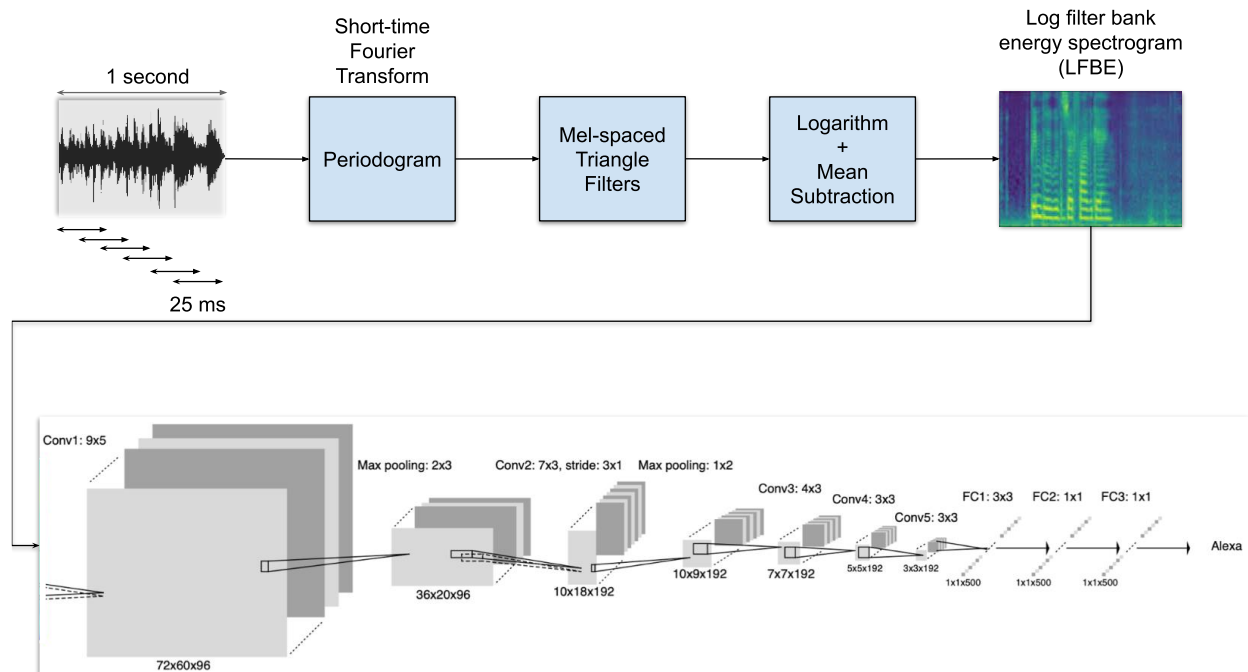 1 second
Short-time
Fourier
Transform
Periodogram
Mel-spaced
Triangle
Filters
Logarithm
+
Mean
Subtraction
Log filter bank
energy spectrogram
(LFBE)
25 ms
Conv1: 9x5
72x60x96
Max pooling: 2x3
36x20x96
Conv2: 7x3, stride: 3x1
10x18x192
Max pooling: 1x2
10x9x192
Conv3: 4x3
7x7x192
Conv4: 3x3
5x5x192
Conv5: 3x3
3x3x192
FC1: 3x3
1x1x500
FC2: 1x1
1x1x500
FC3: 1x1
1x1x500
Alexa